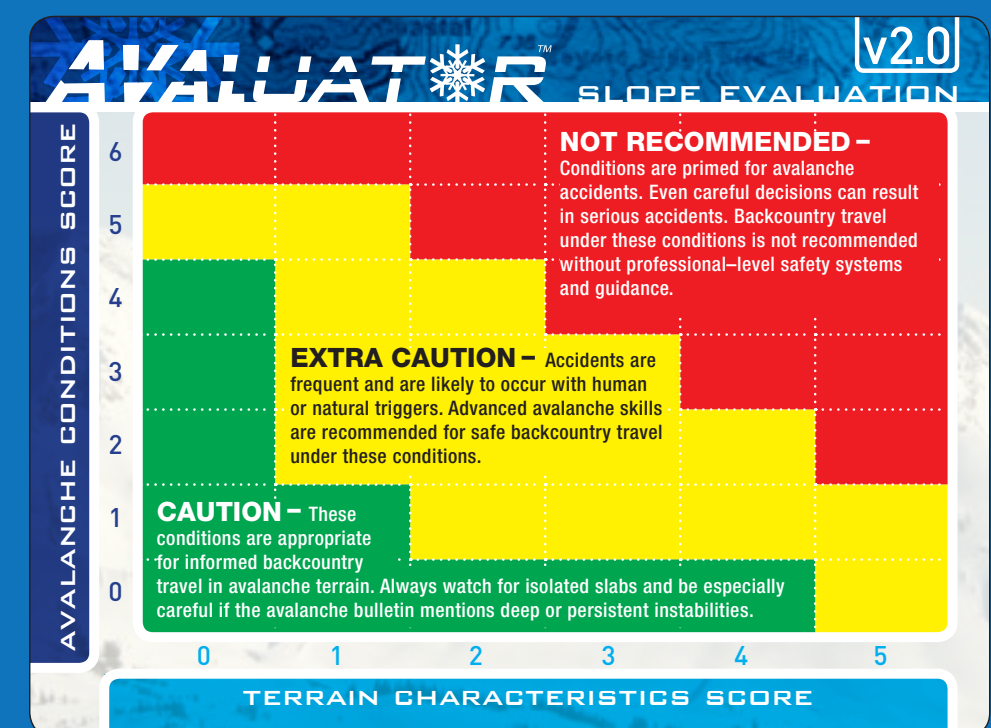 AVALUATOR™
v2.0
SLOPE EVALUATION
AVALANCHE CONDITIONS SCORE
6
5
4
3
2
1
0
NOT RECOMMENDED –
Conditions are primed for avalanche
accidents. Even careful decisions can result
in serious accidents. Backcountry travel
under these conditions is not recommended
without professional–level safety systems
and guidance.
EXTRA CAUTION – Accidents are
frequent and are likely to occur with human
or natural triggers. Advanced avalanche skills
are recommended for safe backcountry travel
under these conditions.
CAUTION – These
conditions are appropriate
for informed backcountry
travel in avalanche terrain. Always watch for isolated slabs and be especially
careful if the avalanche bulletin mentions deep or persistent instabilities.
0 1 2 3 4 5
TERRAIN CHARACTERISTICS SCORE